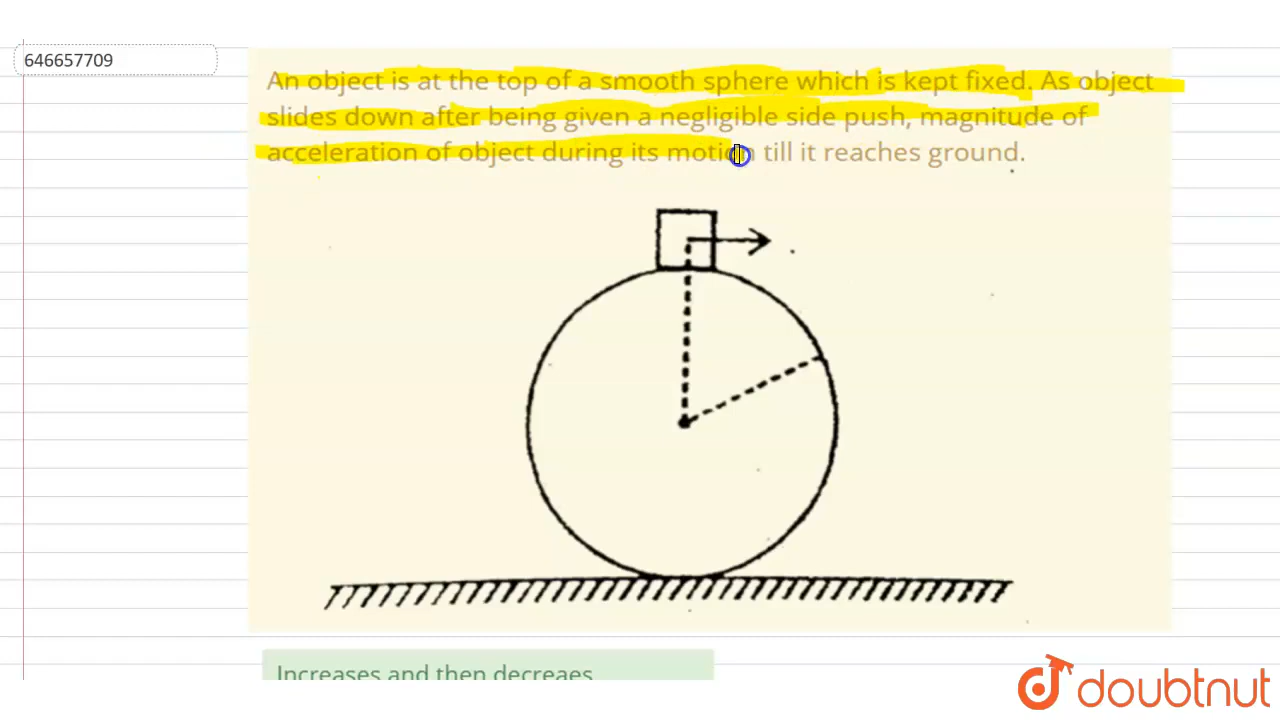 646657709
An object is at the top of a smooth sphere which is kept fixed. As object
slides down after being given a negligible side push, magnitude of
acceleration of object during its motion till it reaches ground.
Increases and then decreaes
doubtnut